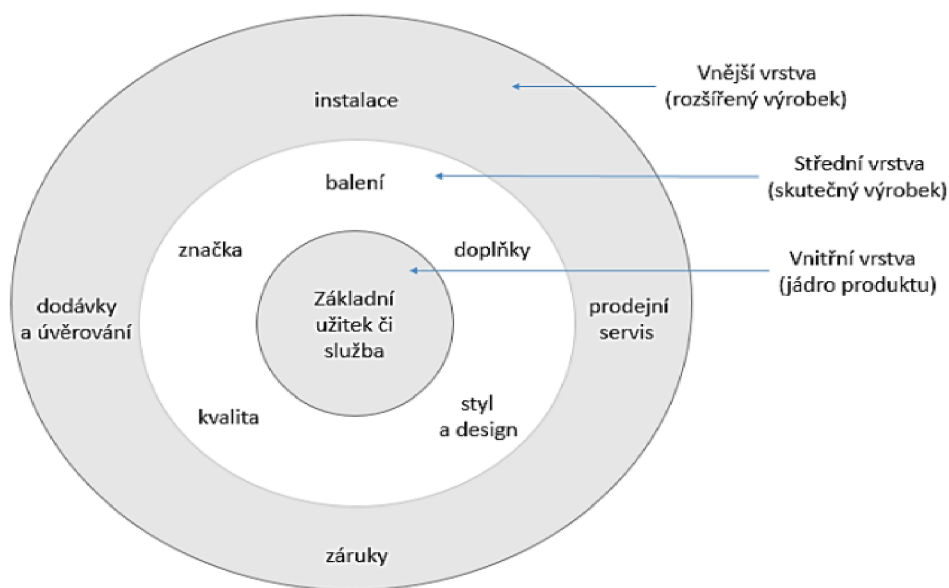 Vnější vrstva
(rozšířený výrobek)
instalace
Střední vrstva
(skutečný výrobek)
balení
značka
doplňky
Vnitřní vrstva
(jádro produktu)
dodávky
a úvěrování
Základní
užitek či
služba
prodejní
servis
kvalita
styl
a design
záruky